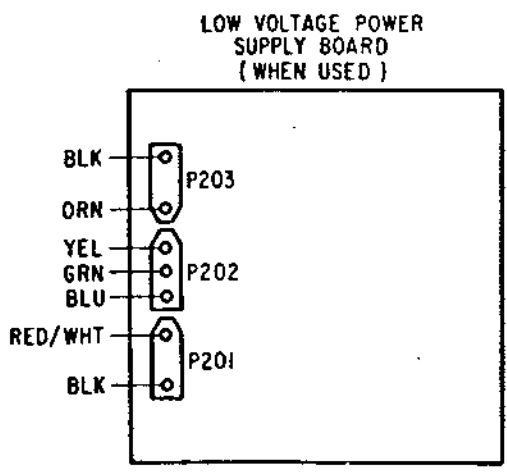 LOW VOLTAGE POWER
SUPPLY BOARD
(WHEN USED)
BLK
P203
ORN
YEL
GRN P202
BLU
RED/WHT
P201
BLK